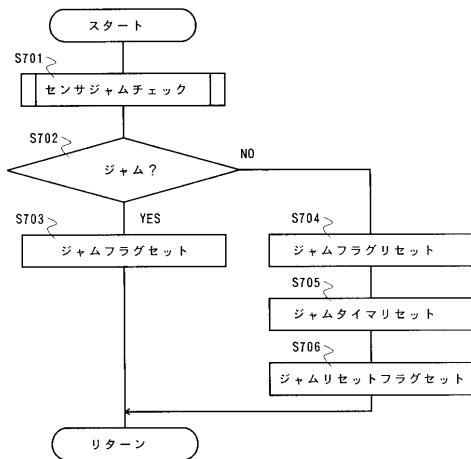 スタート
S701
センサジャムチェック
S702
ジャム?
NO
S703
YES
ジャムフラグセット
S704
ジャムフラグリセット
S705
ジャムタイマリセット
S706
ジャムリセットフラグセット
リターン